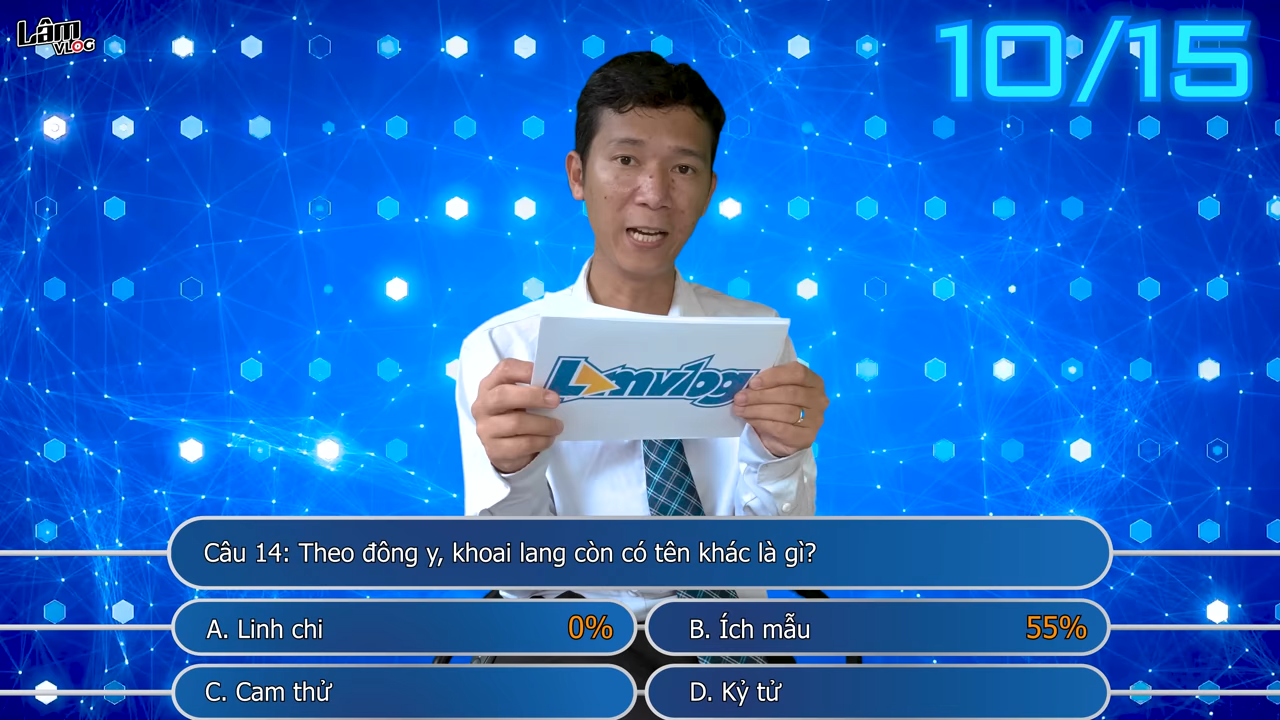 Lâm
VLOG
10/15
Lâmvlog
Câu 14: Theo đông y, khoai lang còn có tên khác là gì?
A. Linh chi
0%
B. Ích mẫu
55%
C. Cam thử
D. Kỷ tử